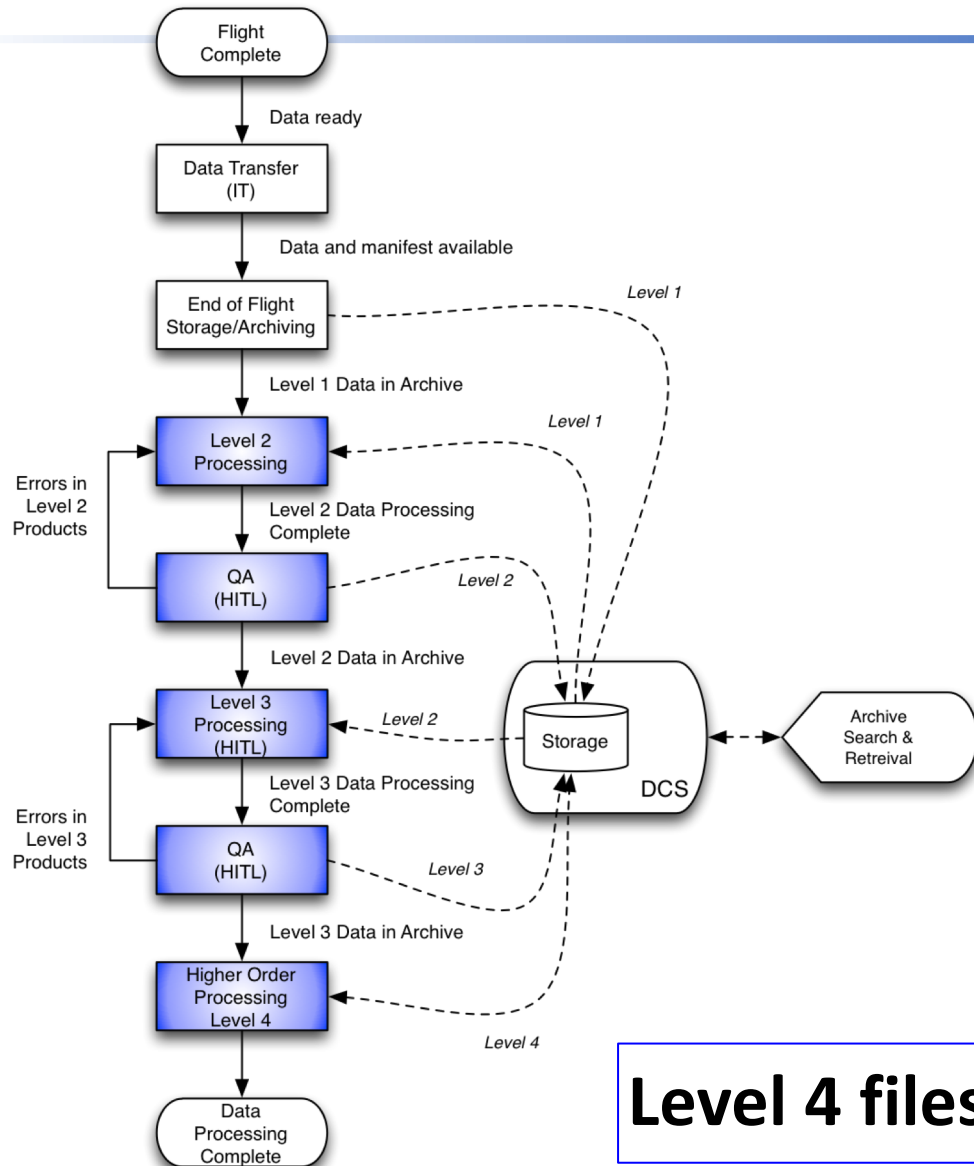 Flight
Complete
Data ready
Data Transfer
(IT)
Data and manifest available
End of Flight
Storage/Archiving
Level 1
Level 1 Data in Archive
Level 1
Level 2
Processing
Errors in
Level 2
Products
Level 2 Data Processing
Complete
QA
(HITL)
Level 2
Level 2 Data in Archive
Level 3
Processing
(HITL)
Level 2
Storage
DCS
Archive
Search &
Retreival
Level 3 Data Processing
Complete
Errors in
Level 3
Products
QA
(HITL)
Level 3
Level 3 Data in Archive
Higher Order
Processing
Level 4
Level 4
Data
Processing
Complete
Level 4 files